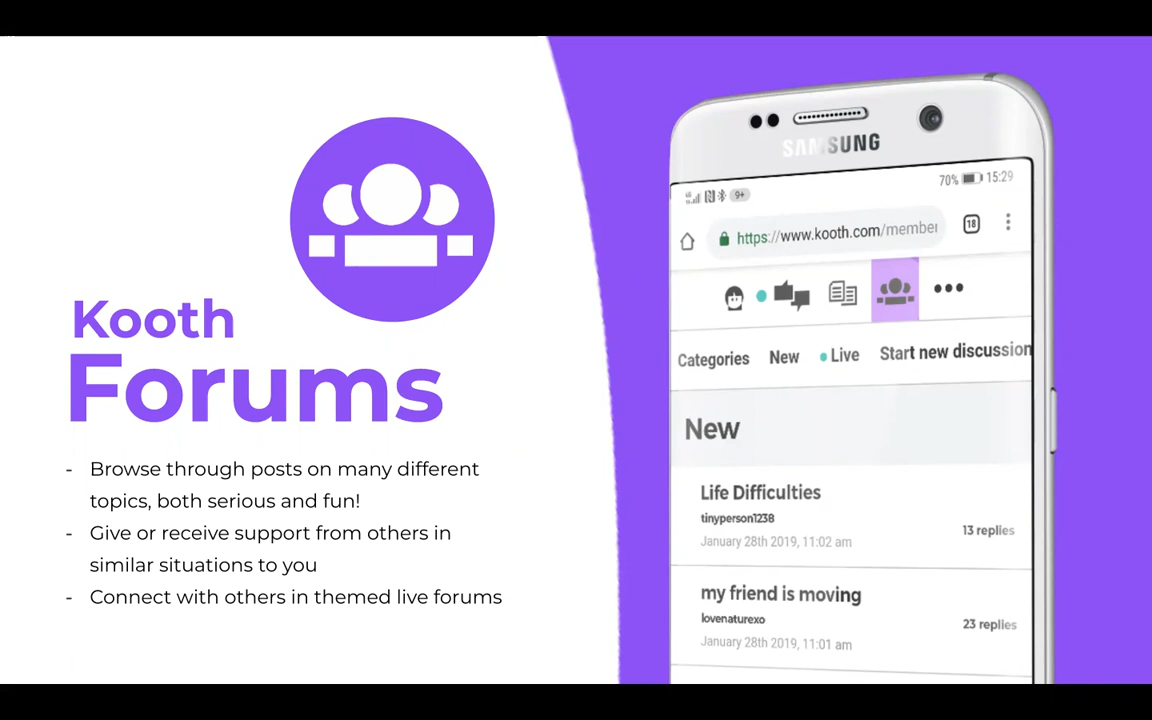 Kooth
Forums
- Browse through posts on many different
topics, both serious and fun!
- Give or receive support from others in
similar situations to you
- Connect with others in themed live forums
SAMSUNG
9+
70% 15:29
https://www.kooth.com/member
18
Categories New Live Start new discussion
New
Life Difficulties
tinyperson1238
13 replies
January 28th 2019, 11:02 am
my friend is moving
lovenaturexo
23 replies
January 28th 2019, 11:01 am